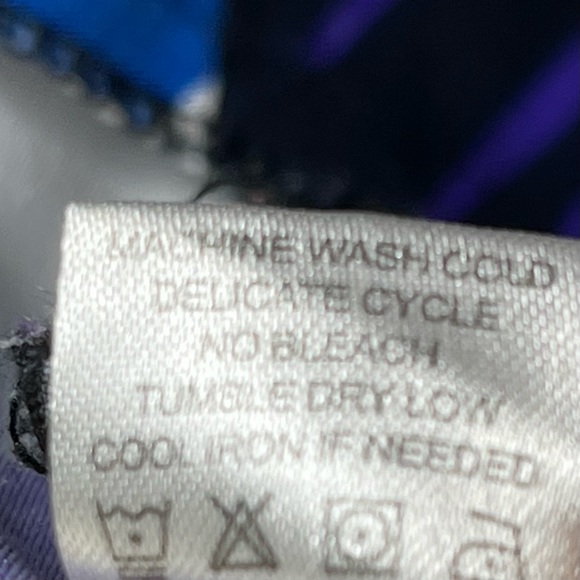 MACHINE WASH COLD
DELICATE CYCLE
NO BLEACH
TUMBLE DRY LOW
COOL IRON IF NEEDED